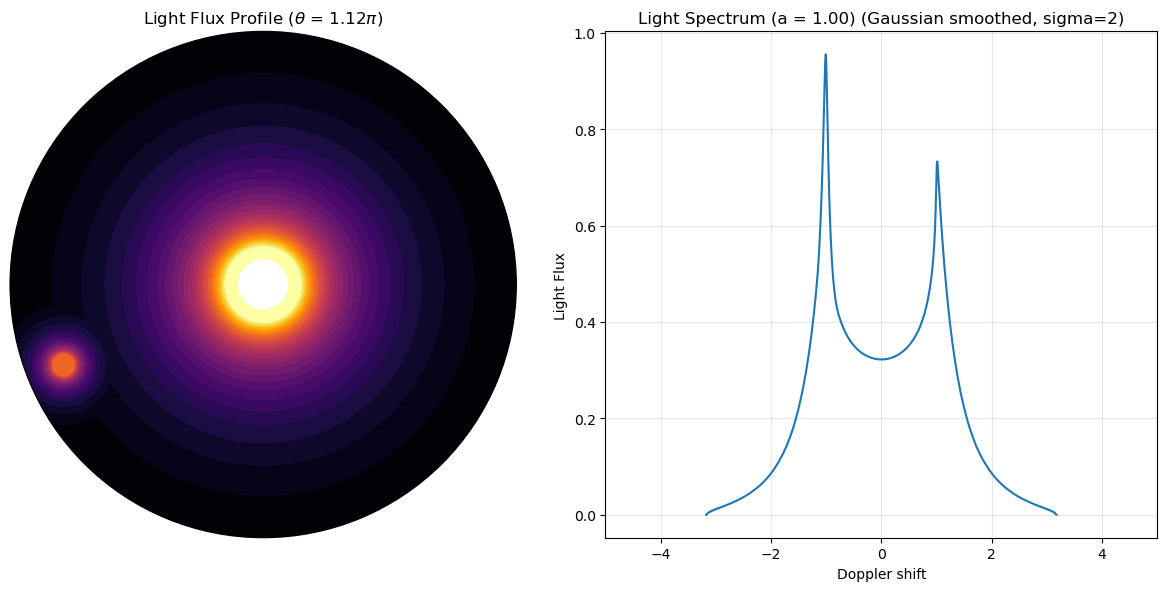 Light Flux Profile (θ = 1.12π)
Light Spectrum (a = 1.00) (Gaussian smoothed, sigma=2)
1.0
0.8
0.6
0.4
0.2
0.0
Light Flux
−4 −2 0 2 4
Doppler shift